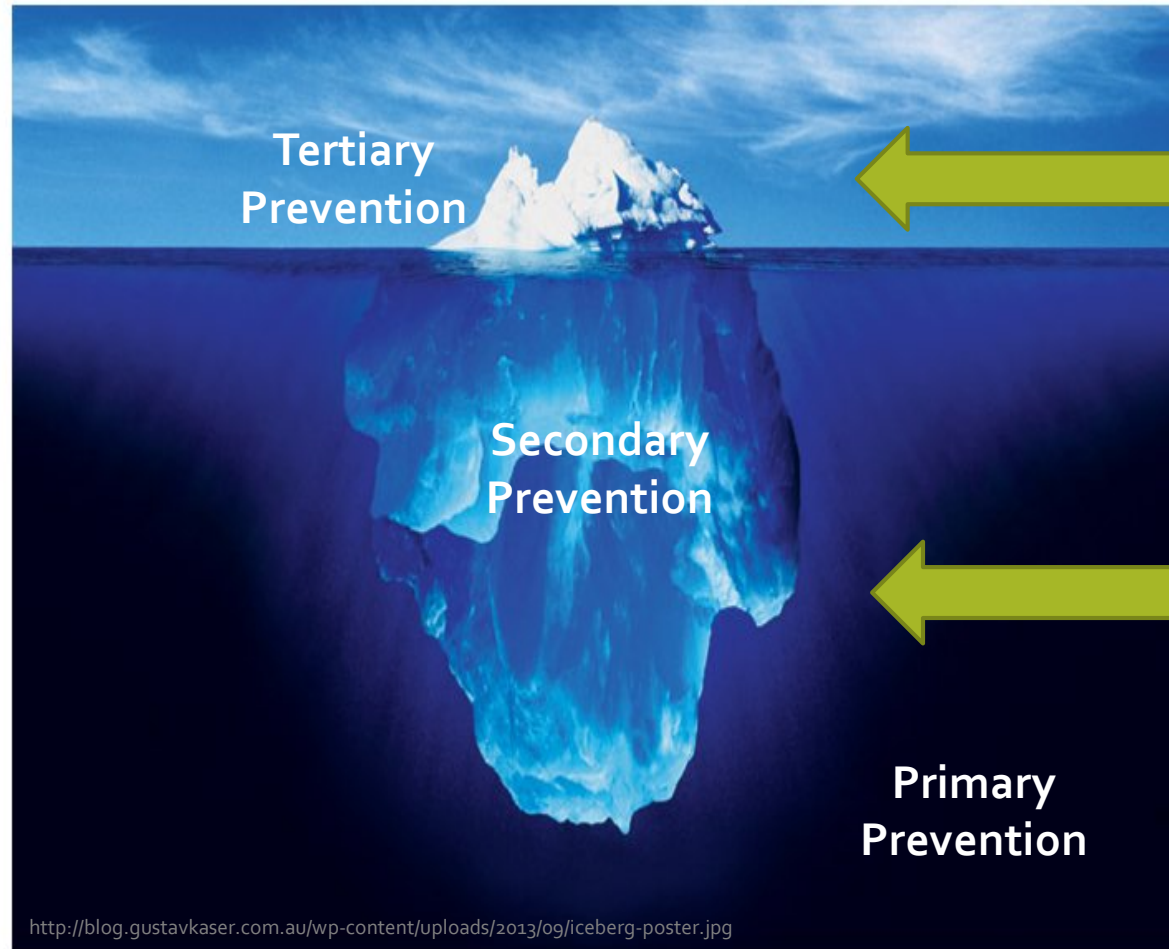 Tertiary
Prevention
Secondary
Prevention
Primary
Prevention
http://blog.gustavkaser.com.au/wp-content/uploads/2013/09/iceberg-poster.jpg